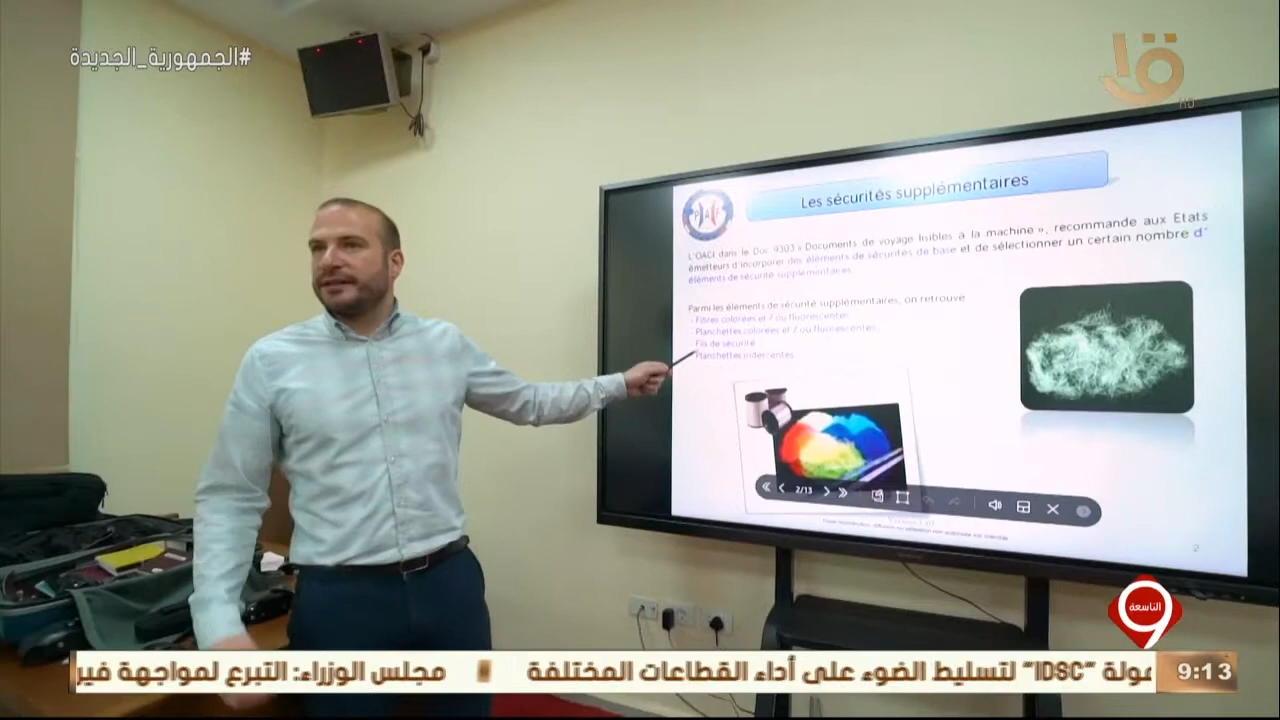 #الجمهورية_الجديدة
HD
Les sécurités supplémentaires
PAF
L'OACI dans le Doc 9303 « Documents de voyage lisibles à la machine », recommande aux Etats
émetteurs d'incorporer des éléments de sécurités de base et de sélectionner un certain nombre d'
éléments de sécurité supplémentaires.
Parmi les éléments de sécurité supplémentaires, on retrouve
- Fibres colorées et / ou fluorescentes
- Planchettes colorées et / ou fluorescentes
- Fils de sécurité
- Planchettes
2/13
2
التاسعة
9
مولة “IDSC” لتسليط الضوء على أداء القطاعات المختلفة
مجلس الوزراء: التبرع لمواجهة فير
9:13